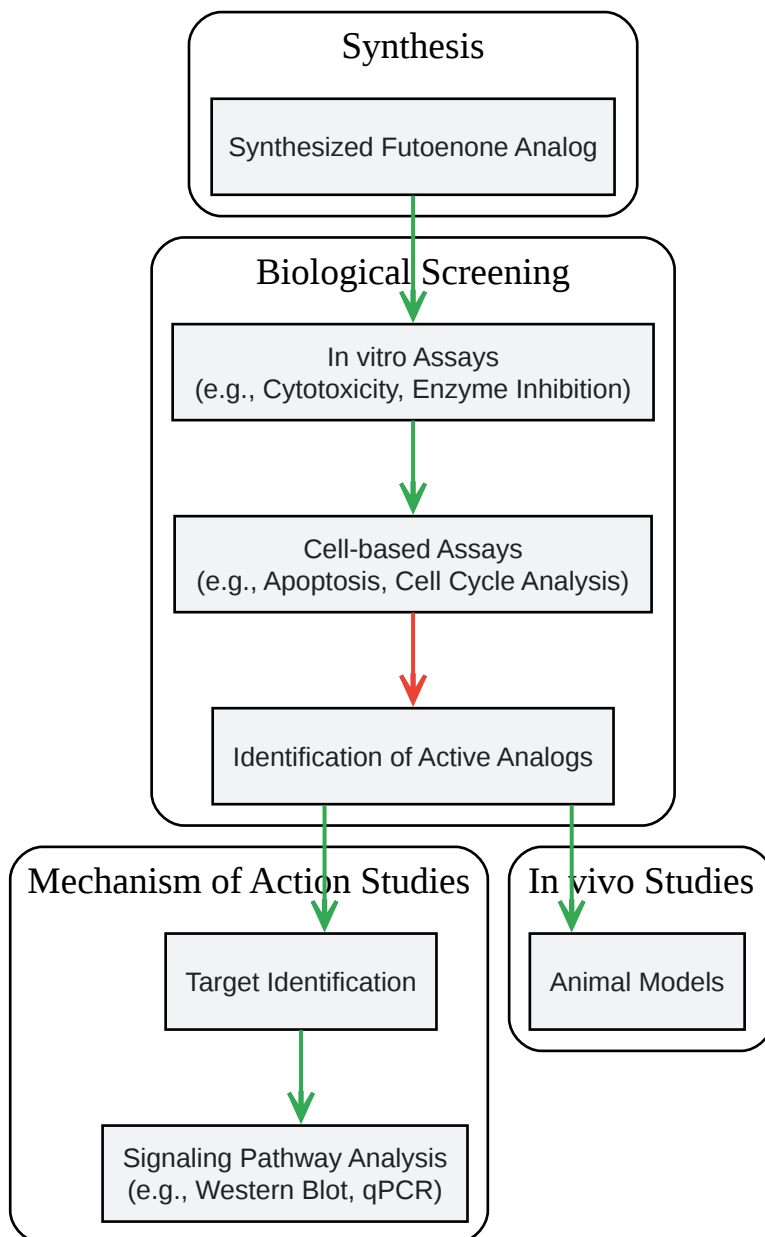 Synthesis
Synthesized Futoenone Analog
Biological Screening
In vitro Assays
(e.g., Cytotoxicity, Enzyme Inhibition)
Cell-based Assays
(e.g., Apoptosis, Cell Cycle Analysis)
Identification of Active Analogs
Mechanism of Action Studies
Target Identification
Signaling Pathway Analysis
(e.g., Western Blot, qPCR)
In vivo Studies
Animal Models